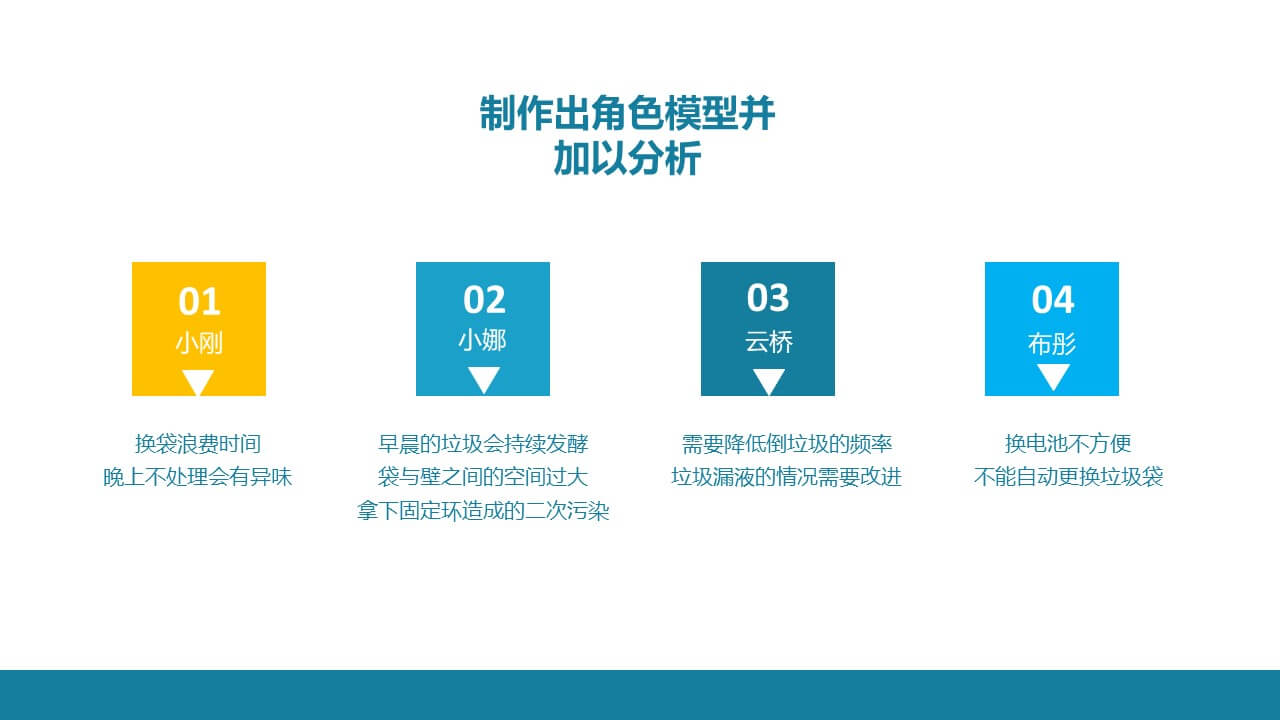 制作出角色模型并
加以分析
01
小刚
换袋浪费时间
晚上不处理会有异味
02
小娜
早晨的垃圾会持续发酵
袋与壁之间的空间过大
拿下固定环造成的二次污染
03
云桥
需要降低倒垃圾的频率
垃圾漏液的情况需要改进
04
布彤
换电池不方便
不能自动更换垃圾袋